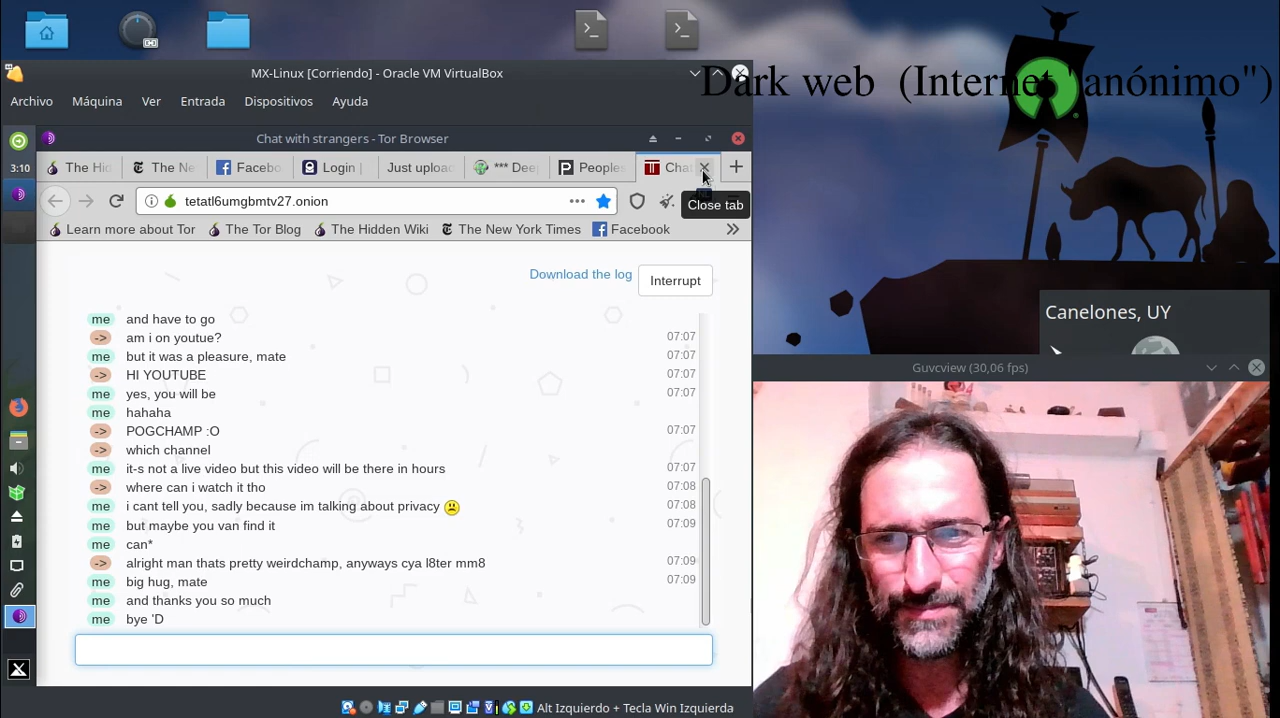 Dark web (Internet "anónimo")
MX-Linux [Corriendo] - Oracle VM VirtualBox
Archivo Máquina Ver Entrada Dispositivos Ayuda
Chat with strangers - Tor Browser
3:10
The Hid The Ne Facebo Login | Just uploa *** Dee Peoples Chat
tetatl6umgbmtv27.onion
Close tab
Learn more about Tor The Tor Blog The Hidden Wiki The New York Times Facebook
Download the log Interrupt
me and have to go
-> am i on youtue? 07:07
me but it was a pleasure, mate 07:07
-> HI YOUTUBE 07:07
me yes, you will be 07:07
me hahaha
-> POGCHAMP :O 07:07
-> which channel
me it-s not a live video but this video will be there in hours 07:07
-> where can i watch it tho 07:08
me i cant tell you, sadly because im talking about privacy 07:08
me but maybe you van find it 07:09
me can*
-> alright man thats pretty weirdchamp, anyways cya l8ter mm8 07:09
me big hug, mate 07:09
me and thanks you so much
me bye 'D
Alt Izquierdo + Tecla Win Izquierda
Canelones, UY
Guvcview (30,06 fps)